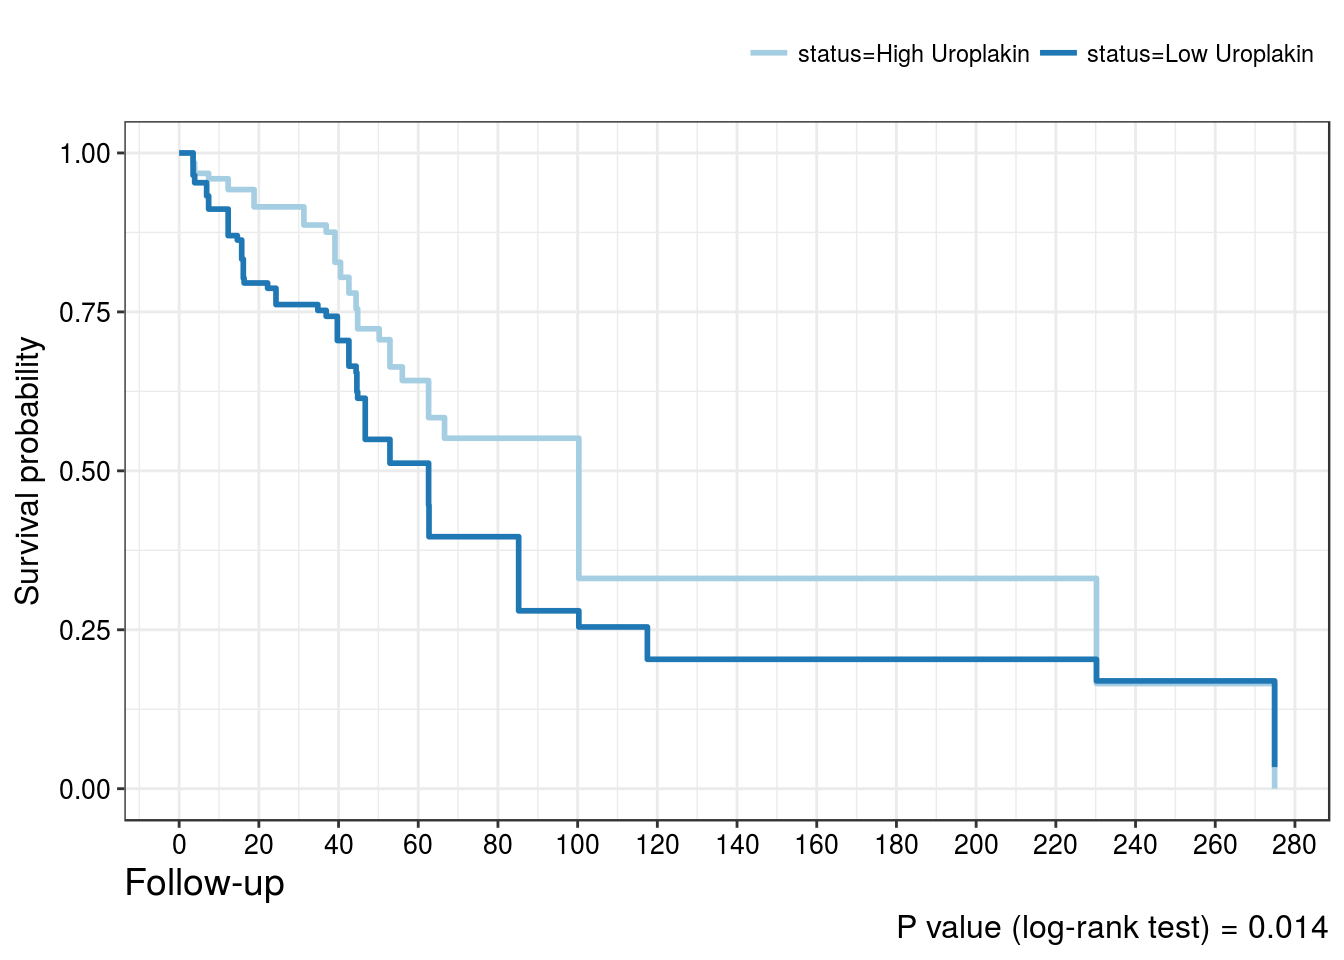 status=High Uroplakin status=Low Uroplakin
1.00
0.75
0.50
0.25
0.00
Survival probability
0 20 40 60 80 100 120 140 160 180 200 220 240 260 280
Follow-up
P value (log-rank test) = 0.014